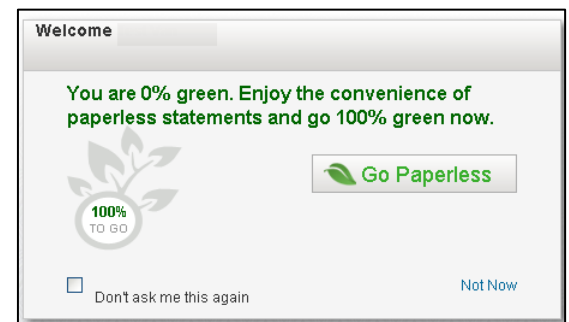 Welcome
You are 0% green. Enjoy the convenience of
paperless statements and go 100% green now.
Go Paperless
100%
TO GO
Don't ask me this again
Not Now